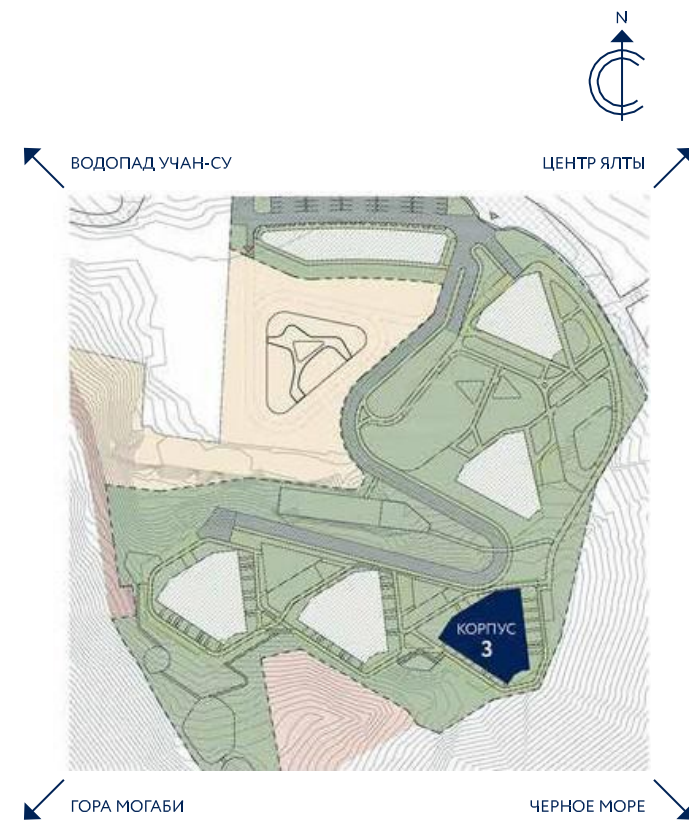 N
ВОДОПАД УЧАН-СУ
ЦЕНТР ЯЛТЫ
КОРПУС
3
ГОРА МОГАБИ
ЧЕРНОЕ МОРЕ